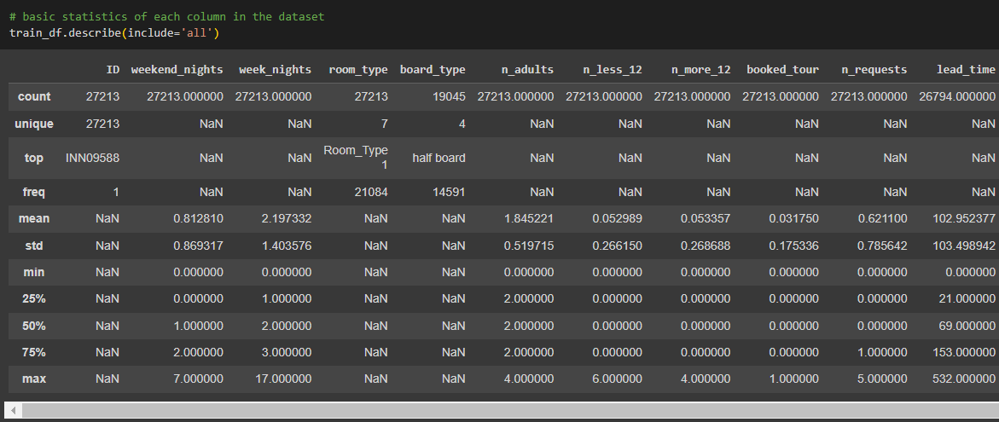 # basic statistics of each column in the dataset
train_df.describe(include='all')
ID weekend_nights week_nights room_type board_type n_adults n_less_12 n_more_12 booked_tour n_requests lead_time
count 27213 27213.000000 27213.000000 27213 19045 27213.000000 27213.000000 27213.000000 27213.000000 27213.000000 26794.000000
unique 27213 NaN NaN 7 4 NaN NaN NaN NaN NaN NaN
top INN09588 NaN NaN Room_Type 1 half board NaN NaN NaN NaN NaN NaN
freq 1 NaN NaN 21084 14591 NaN NaN NaN NaN NaN NaN
mean NaN 0.812810 2.197332 NaN NaN 1.845221 0.052989 0.053357 0.031750 0.621100 102.952377
std NaN 0.869317 1.403576 NaN NaN 0.519715 0.266150 0.268688 0.175336 0.785642 103.498942
min NaN 0.000000 0.000000 NaN NaN 0.000000 0.000000 0.000000 0.000000 0.000000 0.000000
25% NaN 0.000000 1.000000 NaN NaN 2.000000 0.000000 0.000000 0.000000 0.000000 21.000000
50% NaN 1.000000 2.000000 NaN NaN 2.000000 0.000000 0.000000 0.000000 0.000000 69.000000
75% NaN 2.000000 3.000000 NaN NaN 2.000000 0.000000 0.000000 0.000000 1.000000 153.000000
max NaN 7.000000 17.000000 NaN NaN 4.000000 6.000000 4.000000 1.000000 5.000000 532.000000